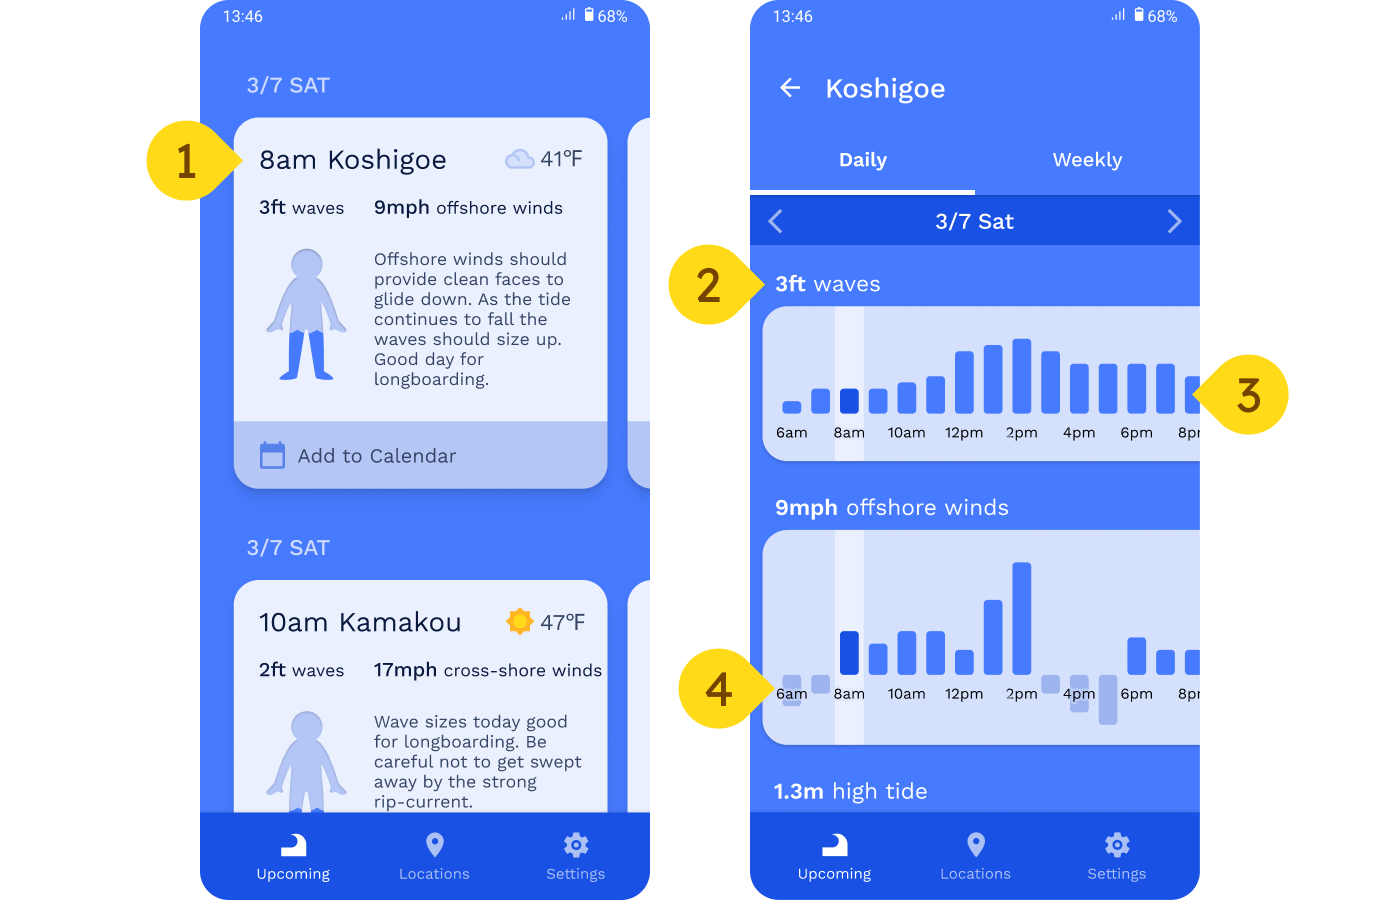 13:46
68%
3/7 SAT
1
8am Koshigoe
41°F
3ft waves
9mph offshore winds
Offshore winds should
provide clean faces to
glide down. As the tide
continues to fall the
waves should size up.
Good day for
longboarding.
Add to Calendar
3/7 SAT
10am Kamakou
47°F
2ft waves
17mph cross-shore winds
Wave sizes today good
for longboarding. Be
careful not to get swept
away by the strong
rip-current.
Upcoming
Locations
Settings
13:46
68%
Koshigoe
Daily
Weekly
3/7 Sat
2
3ft waves
3
6am 8am 10am 12pm 2pm 4pm 6pm 8pm
9mph offshore winds
4
6am 8am 10am 12pm 2pm 4pm 6pm 8pm
1.3m high tide
Upcoming
Locations
Settings